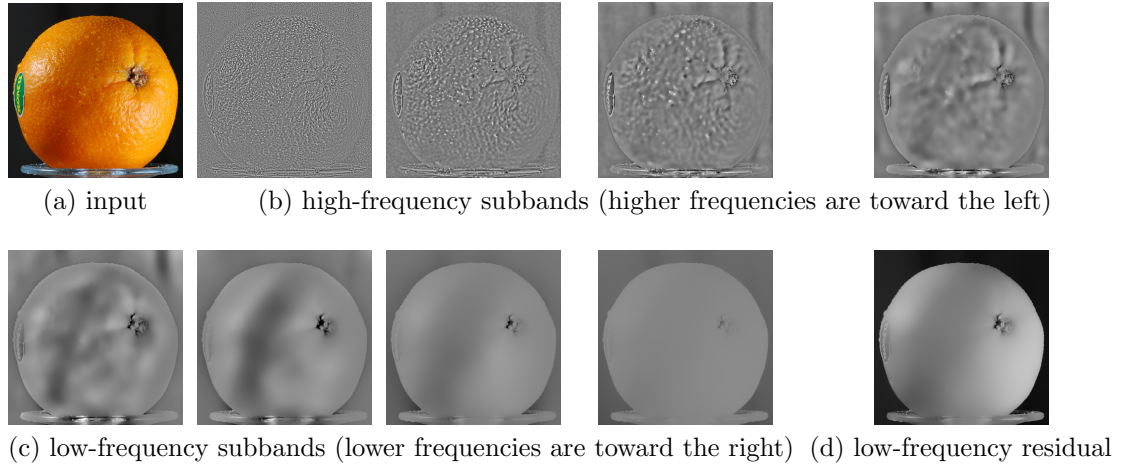 (a) input
(b) high-frequency subbands (higher frequencies are toward the left)
(c) low-frequency subbands (lower frequencies are toward the right)
(d) low-frequency residual